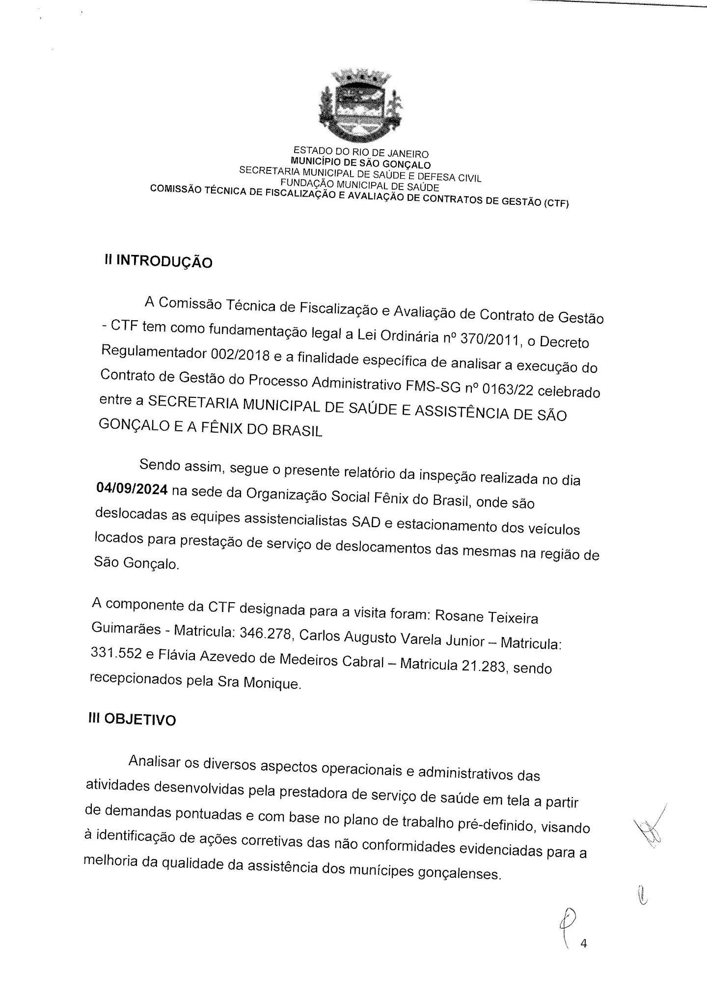 ESTADO DO RIO DE JANEIRO
MUNICÍPIO DE SÃO GONÇALO
SECRETARIA MUNICIPAL DE SAÚDE E DEFESA CIVIL
FUNDAÇÃO MUNICIPAL DE SAÚDE
COMISSÃO TÉCNICA DE FISCALIZAÇÃO E AVALIAÇÃO DE CONTRATOS DE GESTÃO (CTF)
II INTRODUÇÃO
A Comissão Técnica de Fiscalização e Avaliação de Contrato de Gestão
- CTF tem como fundamentação legal a Lei Ordinária nº 370/2011, o Decreto
Regulamentador 002/2018 e a finalidade específica de analisar a execução do
Contrato de Gestão do Processo Administrativo FMS-SG nº 0163/22 celebrado
entre a SECRETARIA MUNICIPAL DE SAÚDE E ASSISTÊNCIA DE SÃO
GONÇALO E A FÊNIX DO BRASIL
Sendo assim, segue o presente relatório da inspeção realizada no dia
04/09/2024 na sede da Organização Social Fênix do Brasil, onde são
deslocadas as equipes assistencialistas SAD e estacionamento dos veículos
locados para prestação de serviço de deslocamentos das mesmas na região de
São Gonçalo.
A componente da CTF designada para a visita foram: Rosane Teixeira
Guimarães - Matricula: 346.278, Carlos Augusto Varela Junior – Matricula:
331.552 e Flávia Azevedo de Medeiros Cabral – Matricula 21.283, sendo
recepcionados pela Sra Monique.
III OBJETIVO
Analisar os diversos aspectos operacionais e administrativos das
atividades desenvolvidas pela prestadora de serviço de saúde em tela a partir
de demandas pontuadas e com base no plano de trabalho pré-definido, visando
à identificação de ações corretivas das não conformidades evidenciadas para a
melhoria da qualidade da assistência dos munícipes gonçalenses.
4